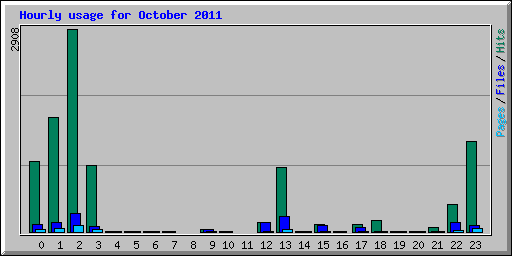 Hourly usage for October 2011
2908
Pages/Files/Hits
0 1 2 3 4 5 6 7 8 9 10 11 12 13 14 15 16 17 18 19 20 21 22 23